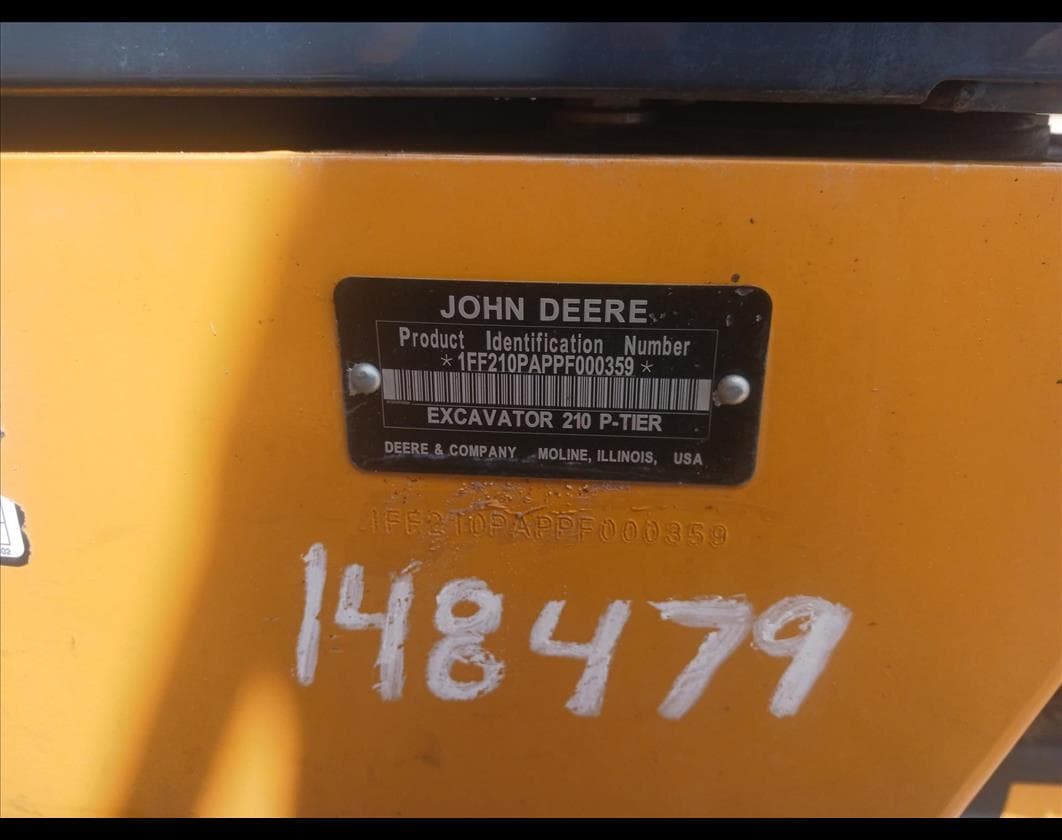 JOHN DEERE
Product Identification Number
*1FF210PAPPF000359*
EXCAVATOR 210 P-TIER
DEERE & COMPANY MOLINE, ILLINOIS, USA
1FF210PAPPF000359
148479